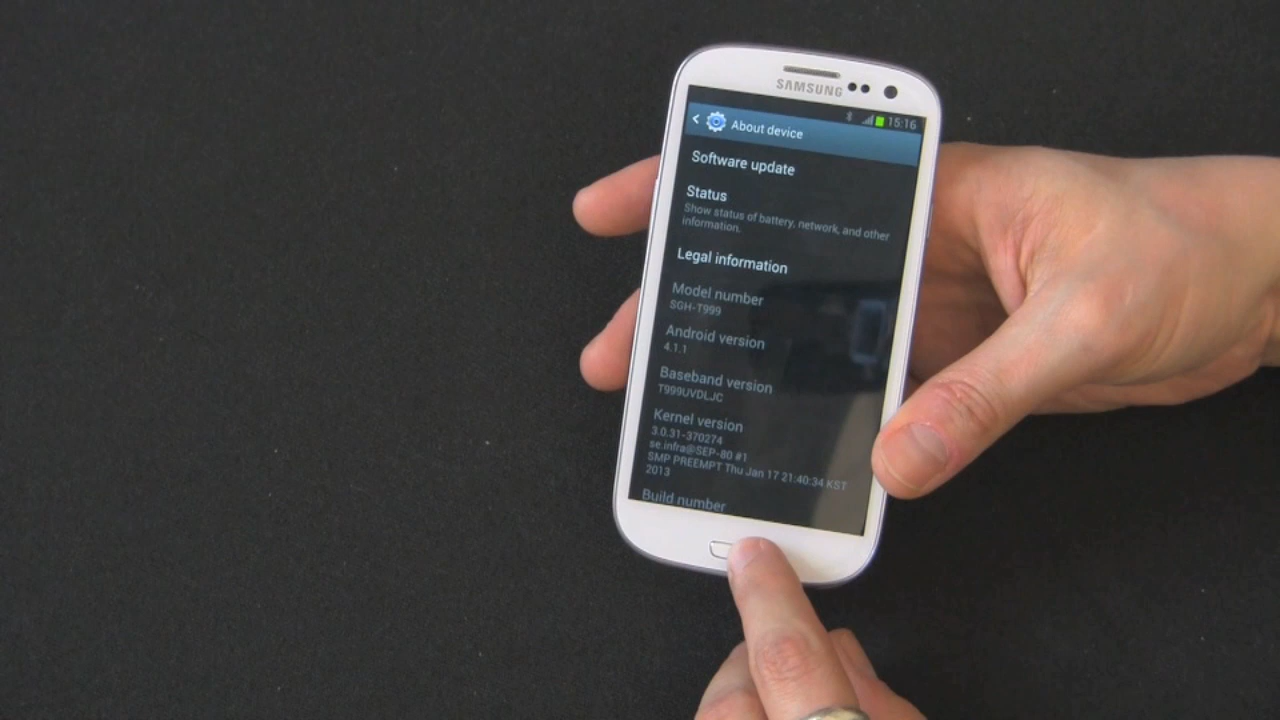 SAMSUNG
15:16
About device
Software update
Status
Show status of battery, network, and other
information.
Legal information
Model number
SGH-T999
Android version
4.1.1
Baseband version
T999UVDLJC
Kernel version
3.0.31-370274
se.infra@SEP-80 #1
SMP PREEMPT Thu Jan 17 21:40:34 KST
2013
Build number